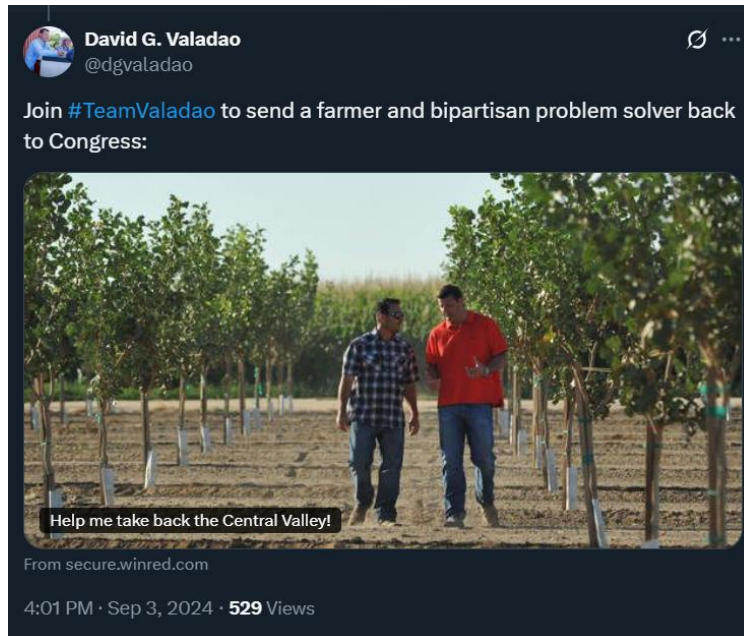 David G. Valadao
@dgvaladao
Join #TeamValadao to send a farmer and bipartisan problem solver back
to Congress:
Help me take back the Central Valley!
From secure.winred.com
4:01 PM · Sep 3, 2024 · 529 Views